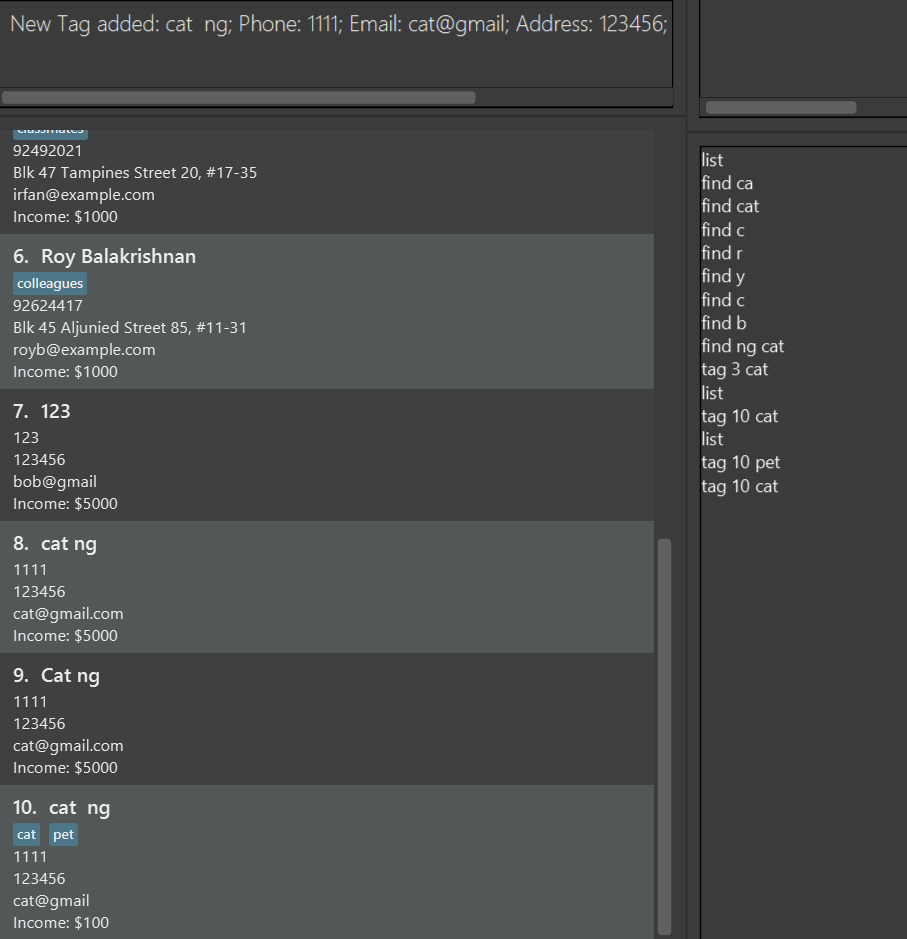 New Tag added: cat  ng; Phone: 1111; Email: cat@gmail; Address: 123456;
classmates
92492021
Blk 47 Tampines Street 20, #17-35
irfan@example.com
Income: $1000
6.  Roy Balakrishnan
colleagues
92624417
Blk 45 Aljunied Street 85, #11-31
royb@example.com
Income: $1000
7.  123
123
123456
bob@gmail
Income: $5000
8.  cat ng
1111
123456
cat@gmail.com
Income: $5000
9.  Cat ng
1111
123456
cat@gmail.com
Income: $5000
10.  cat  ng
cat pet
1111
123456
cat@gmail
Income: $100
list
find ca
find cat
find c
find r
find y
find c
find b
find ng cat
tag 3 cat
list
tag 10 cat
list
tag 10 pet
tag 10 cat